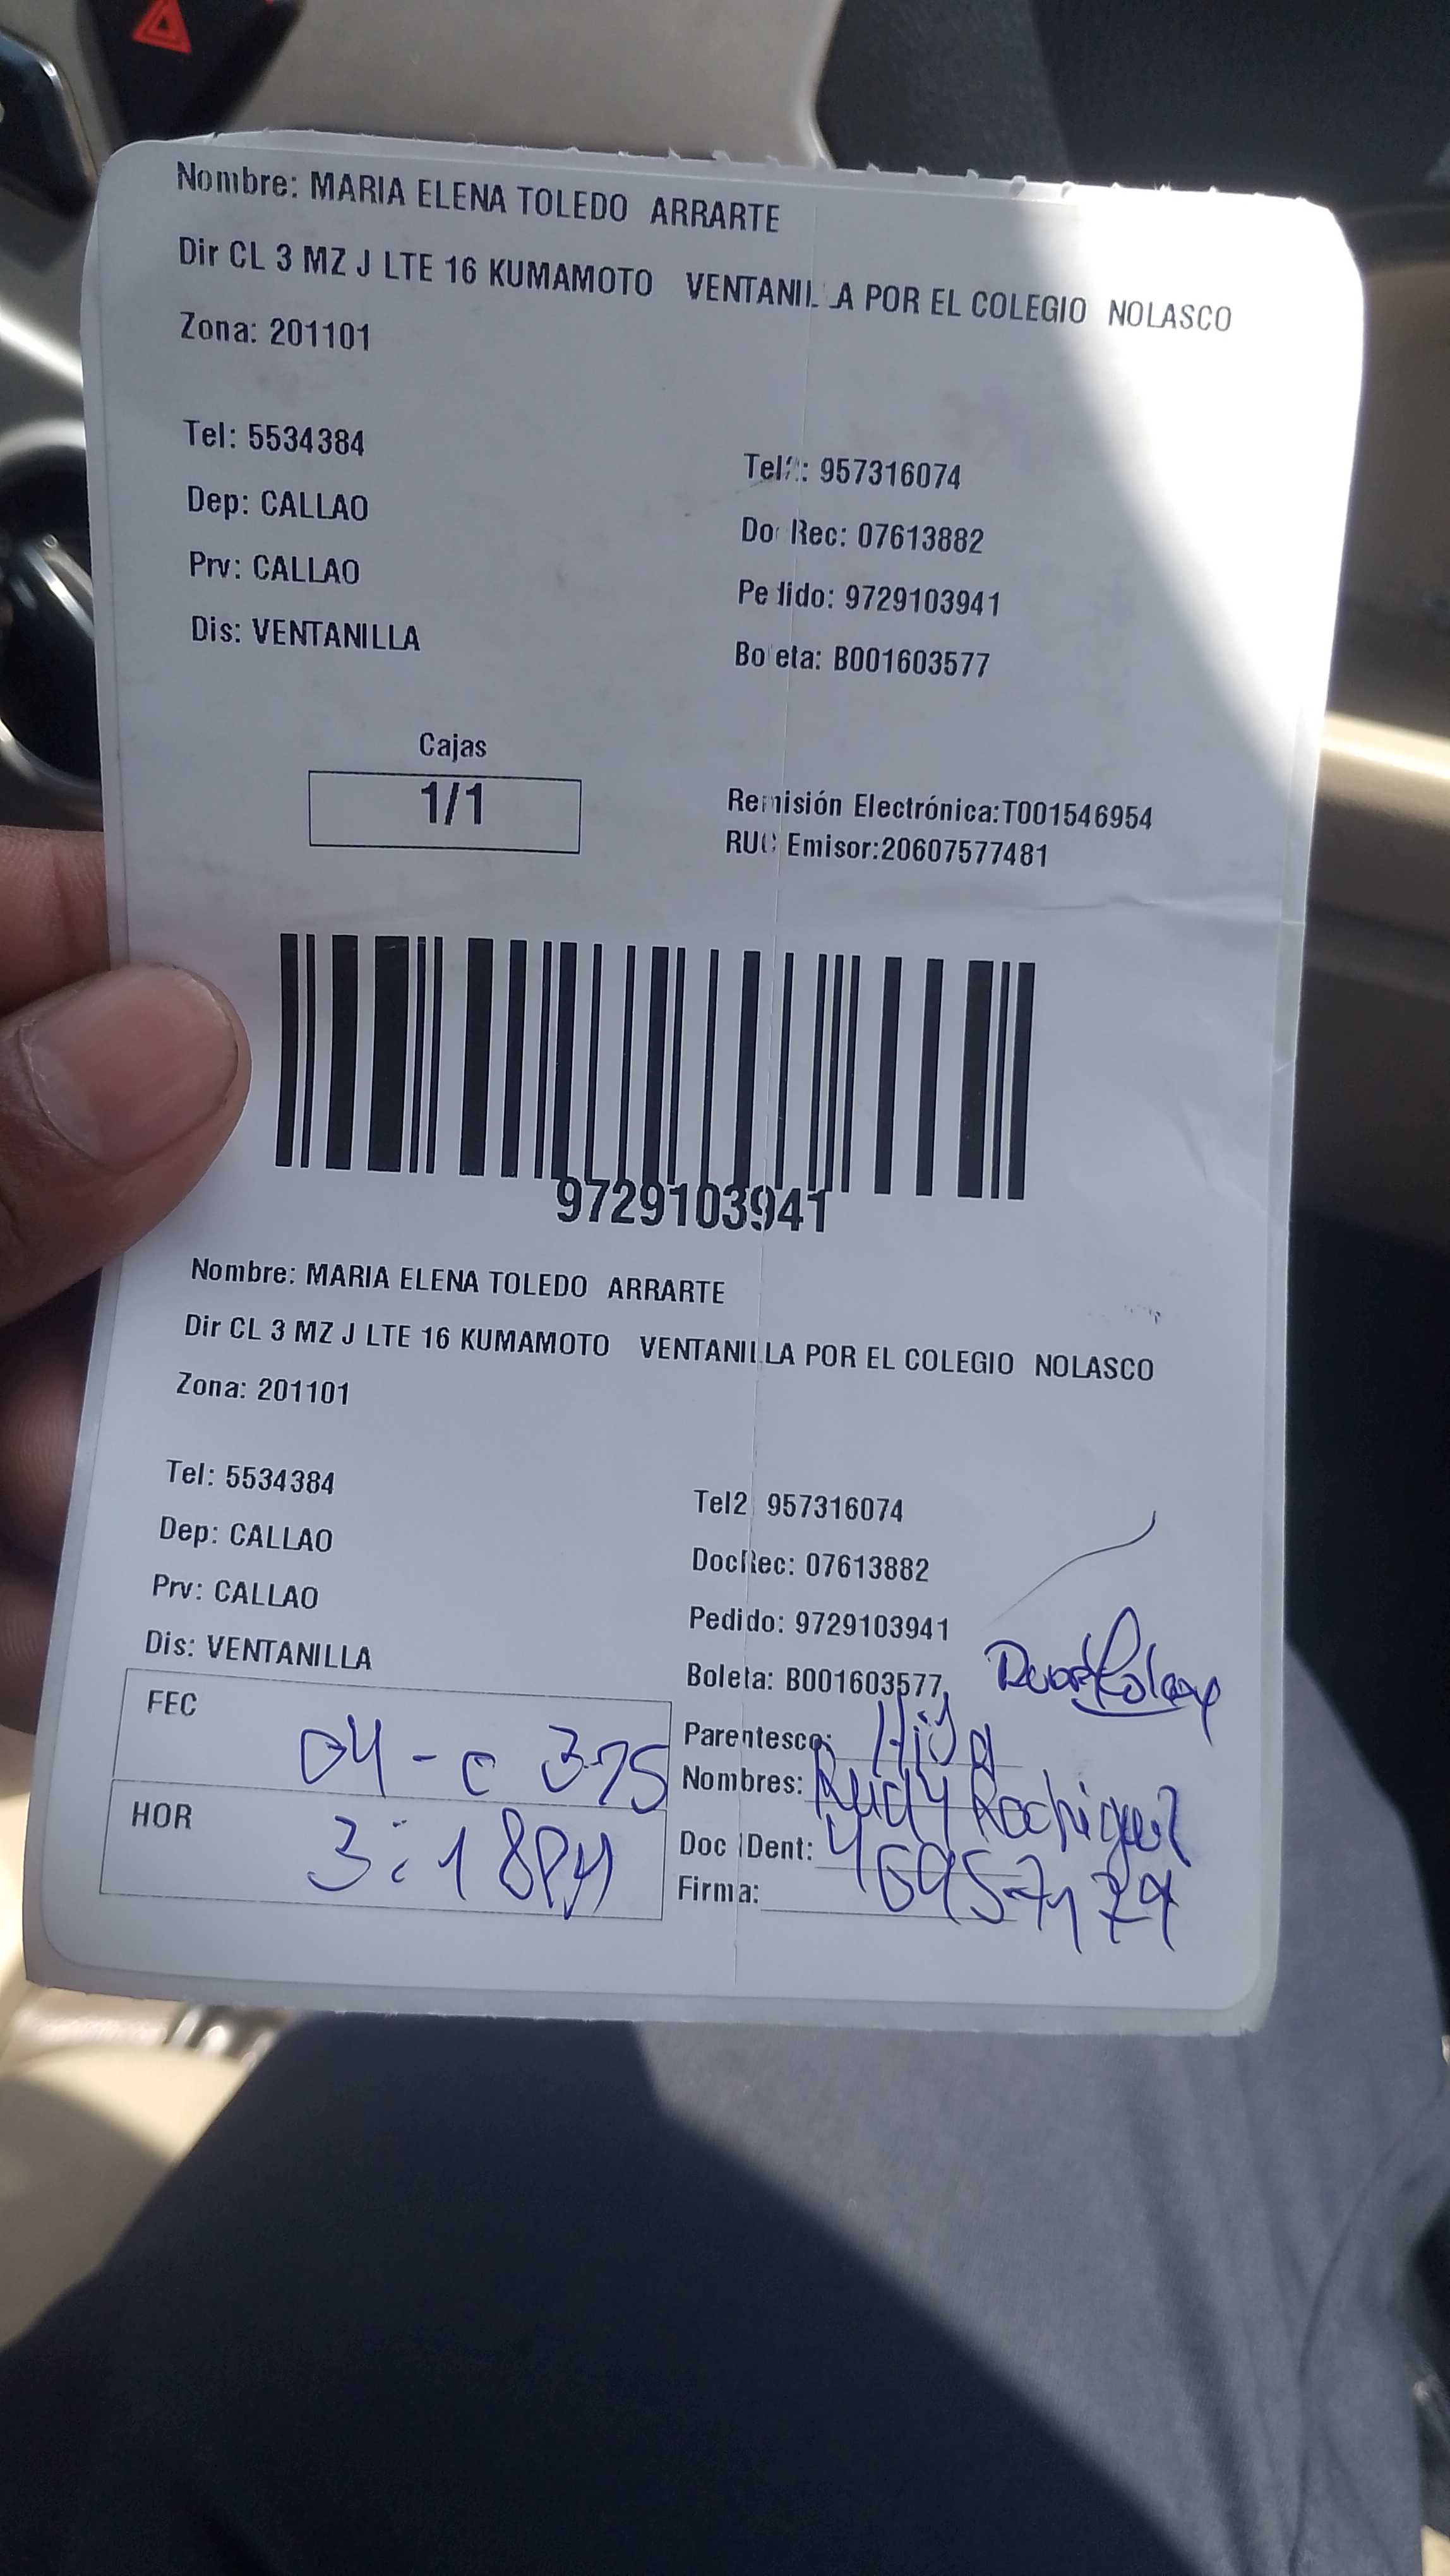 Nombre: MARIA ELENA TOLEDO ARRARTE
Dir CL 3 MZ J LTE 16 KUMAMOTO VENTANILLA POR EL COLEGIO NOLASCO
Zona: 201101
Tel: 5534384
Tel2: 957316074
Dep: CALLAO
Doc Rec: 07613882
Prv: CALLAO
Pedido: 9729103941
Dis: VENTANILLA
Boleta: B001603577
Cajas
1/1
Remisión Electrónica:T001546954
RUC Emisor:20607577481
9729103941
Nombre: MARIA ELENA TOLEDO ARRARTE
Dir CL 3 MZ J LTE 16 KUMAMOTO VENTANILLA POR EL COLEGIO NOLASCO
Zona: 201101
Tel: 5534384
Tel2 957316074
Dep: CALLAO
DocRec: 07613882
Prv: CALLAO
Pedido: 9729103941
Dis: VENTANILLA
Boleta: B001603577
FEC
Parentesco: Hija
Nombres:
HOR 3:18PM
Doc IDent:
Firma: